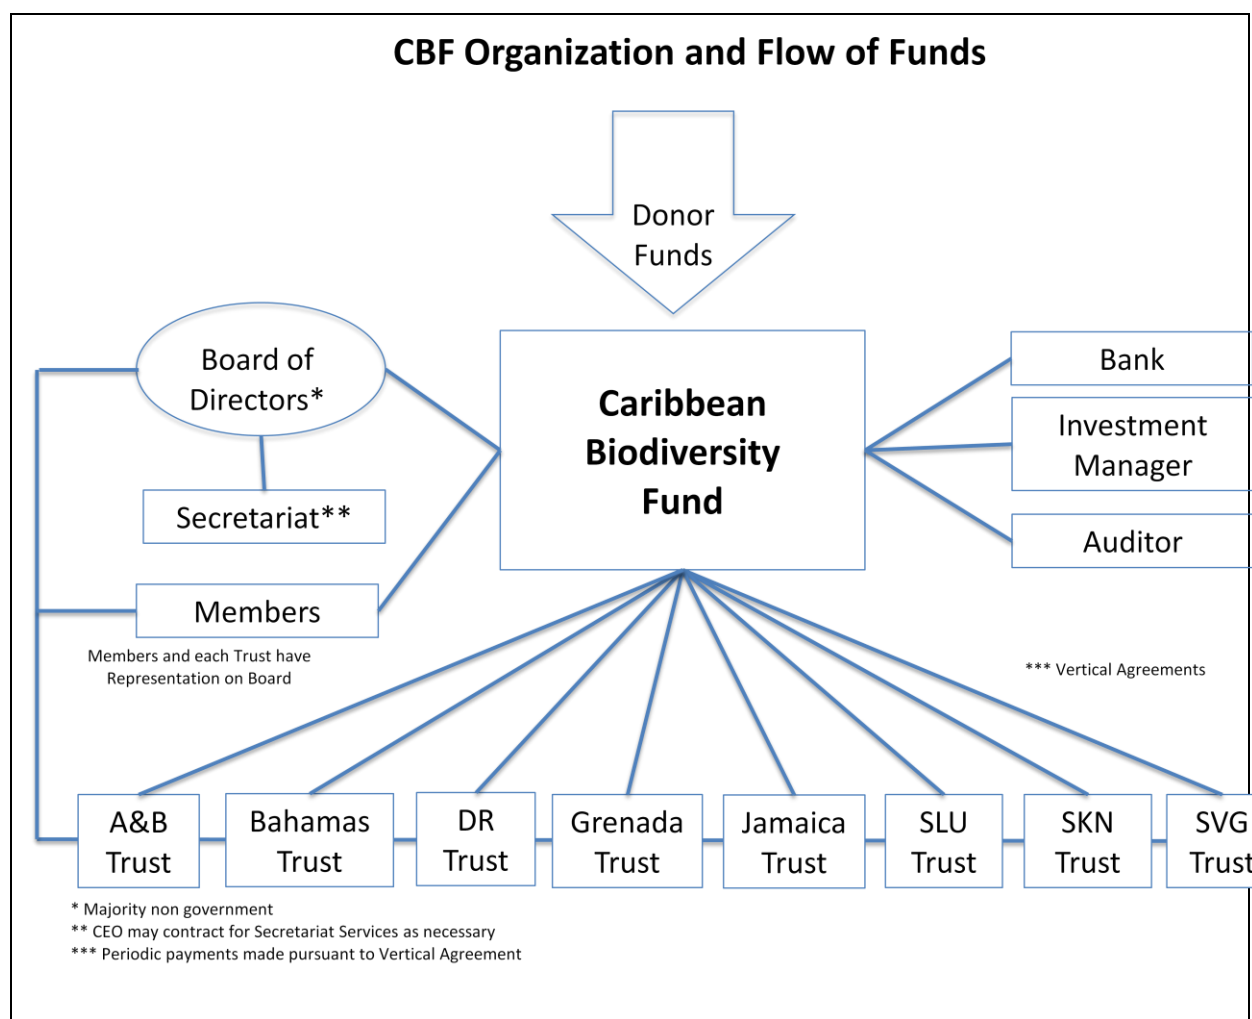 CBF Organization and Flow of Funds
Donor
Funds
Board of
Directors*
Secretariat**
Members
Members and each Trust have
Representation on Board
Caribbean
Biodiversity
Fund
Bank
Investment
Manager
Auditor
*** Vertical Agreements
A&B
Trust
Bahamas
Trust
DR
Trust
Grenada
Trust
Jamaica
Trust
SLU
Trust
SKN
Trust
SVG
Trust
* Majority non government
** CEO may contract for Secretariat Services as necessary
*** Periodic payments made pursuant to Vertical Agreement